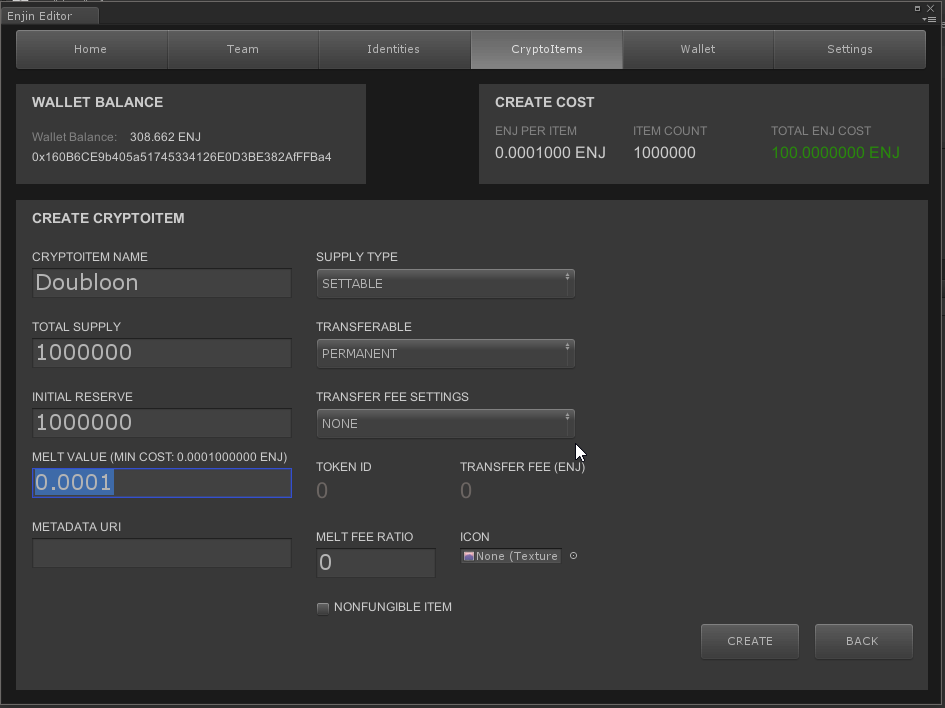 Enjin Editor
Home Team Identities CryptoItems Wallet Settings
WALLET BALANCE
Wallet Balance: 308.662 ENJ
0x160B6CE9b405a51745334126E0D3BE382AfFFBa4
CREATE COST
ENJ PER ITEM ITEM COUNT TOTAL ENJ COST
0.0001000 ENJ 1000000 100.0000000 ENJ
CREATE CRYPTOITEM
CRYPTOITEM NAME SUPPLY TYPE
Doubloon SETTABLE
TOTAL SUPPLY TRANSFERABLE
1000000 PERMANENT
INITIAL RESERVE TRANSFER FEE SETTINGS
1000000 NONE
MELT VALUE (MIN COST: 0.0001000000 ENJ) TOKEN ID TRANSFER FEE (ENJ)
0.0001 0 0
METADATA URI MELT FEE RATIO ICON
0 None (Texture
NONFUNGIBLE ITEM
CREATE BACK